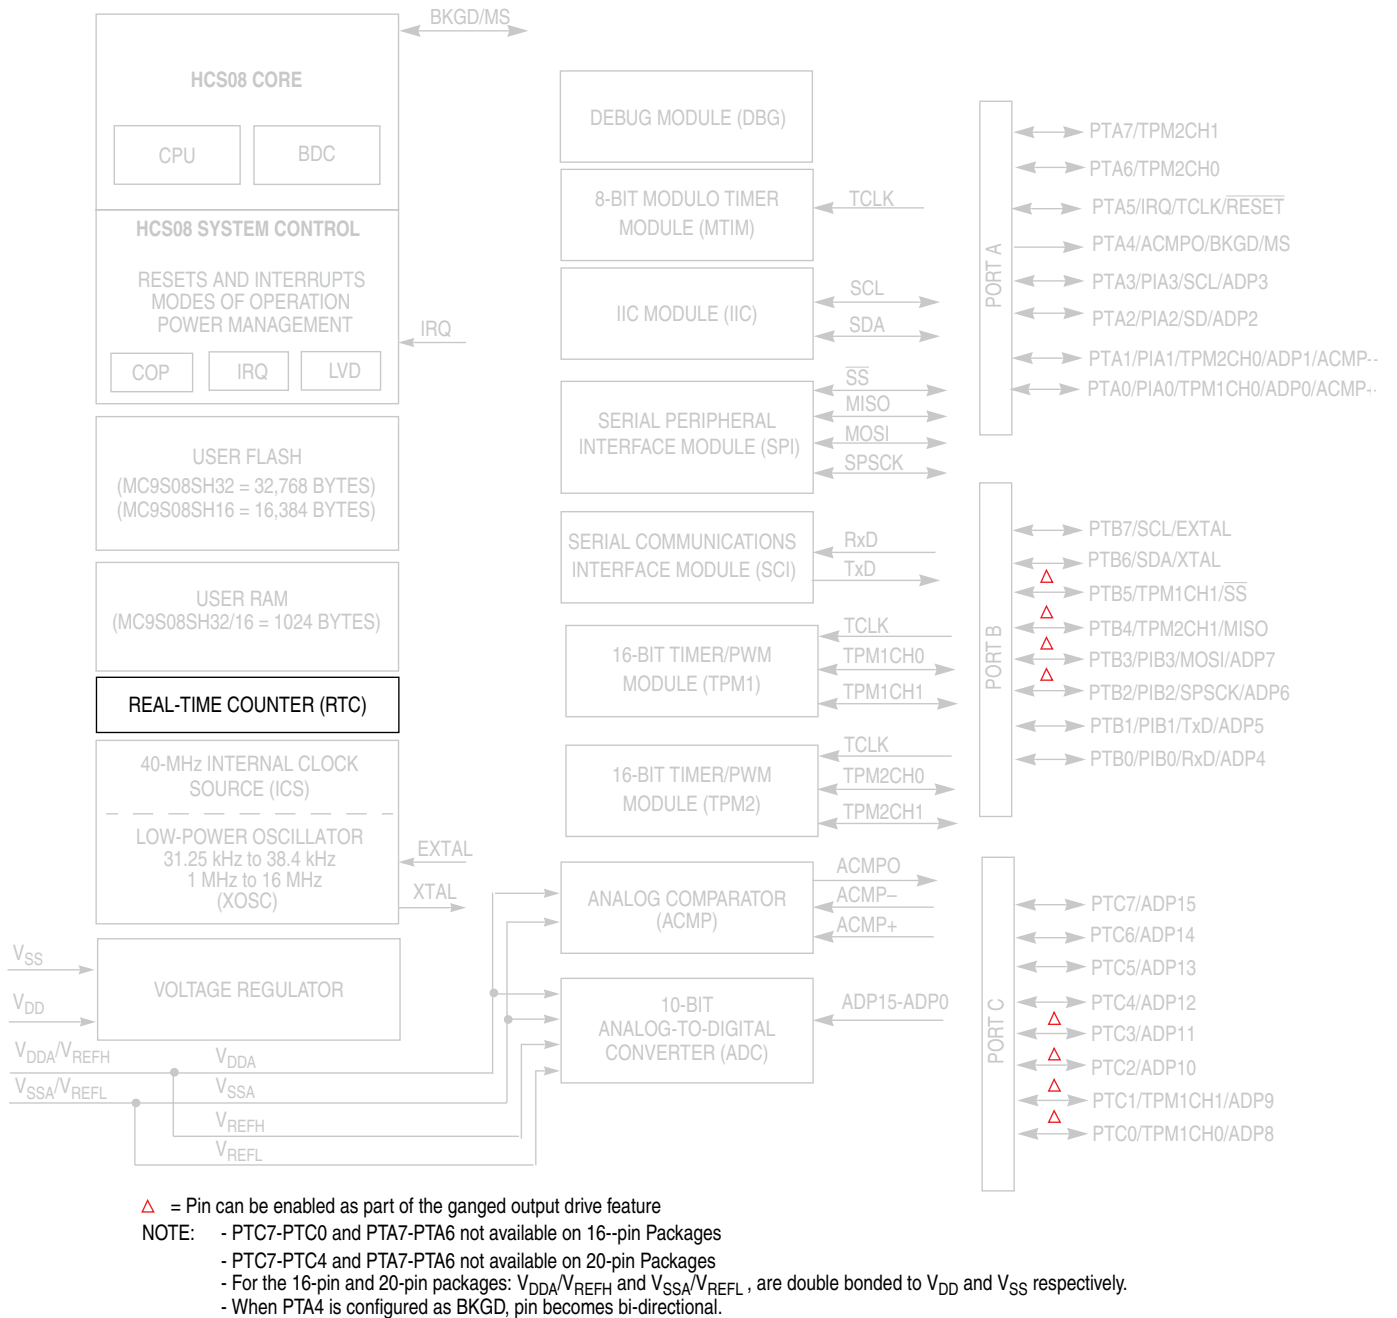 BKGD/MS
HCS08 CORE
CPU
BDC
HCS08 SYSTEM CONTROL
RESETS AND INTERRUPTS
MODES OF OPERATION
POWER MANAGEMENT
IRQ
COP
IRQ
LVD
USER FLASH
(MC9S08SH32 = 32,768 BYTES)
(MC9S08SH16 = 16,384 BYTES)
USER RAM
(MC9S08SH32/16 = 1024 BYTES)
REAL-TIME COUNTER (RTC)
40-MHz INTERNAL CLOCK
SOURCE (ICS)
LOW-POWER OSCILLATOR
31.25 kHz to 38.4 kHz
1 MHz to 16 MHz
(XOSC)
EXTAL
XTAL
VSS
VDD
VOLTAGE REGULATOR
VDDA/VREFH
VSSA/VREFL
VDDA
VSSA
VREFH
VREFL
DEBUG MODULE (DBG)
8-BIT MODULO TIMER
MODULE (MTIM)
TCLK
IIC MODULE (IIC)
SCL
SDA
SERIAL PERIPHERAL
INTERFACE MODULE (SPI)
SS
MISO
MOSI
SPSCK
SERIAL COMMUNICATIONS
INTERFACE MODULE (SCI)
RxD
TxD
16-BIT TIMER/PWM
MODULE (TPM1)
TCLK
TPM1CH0
TPM1CH1
16-BIT TIMER/PWM
MODULE (TPM2)
TCLK
TPM2CH0
TPM2CH1
ANALOG COMPARATOR
(ACMP)
ACMPO
ACMP–
ACMP+
10-BIT
ANALOG-TO-DIGITAL
CONVERTER (ADC)
ADP15-ADP0
PORT A
PTA7/TPM2CH1
PTA6/TPM2CH0
PTA5/IRQ/TCLK/RESET
PTA4/ACMPO/BKGD/MS
PTA3/PIA3/SCL/ADP3
PTA2/PIA2/SD/ADP2
PTA1/PIA1/TPM2CH0/ADP1/ACMP--
PTA0/PIA0/TPM1CH0/ADP0/ACMP--
PORT B
PTB7/SCL/EXTAL
PTB6/SDA/XTAL
PTB5/TPM1CH1/SS
PTB4/TPM2CH1/MISO
PTB3/PIB3/MOSI/ADP7
PTB2/PIB2/SPSCK/ADP6
PTB1/PIB1/TxD/ADP5
PTB0/PIB0/RxD/ADP4
PORT C
PTC7/ADP15
PTC6/ADP14
PTC5/ADP13
PTC4/ADP12
PTC3/ADP11
PTC2/ADP10
PTC1/TPM1CH1/ADP9
PTC0/TPM1CH0/ADP8
Δ = Pin can be enabled as part of the ganged output drive feature
NOTE: - PTC7-PTC0 and PTA7-PTA6 not available on 16--pin Packages
- PTC7-PTC4 and PTA7-PTA6 not available on 20-pin Packages
- For the 16-pin and 20-pin packages: VDDA/VREFH and VSSA/VREFL , are double bonded to VDD and VSS respectively.
- When PTA4 is configured as BKGD, pin becomes bi-directional.